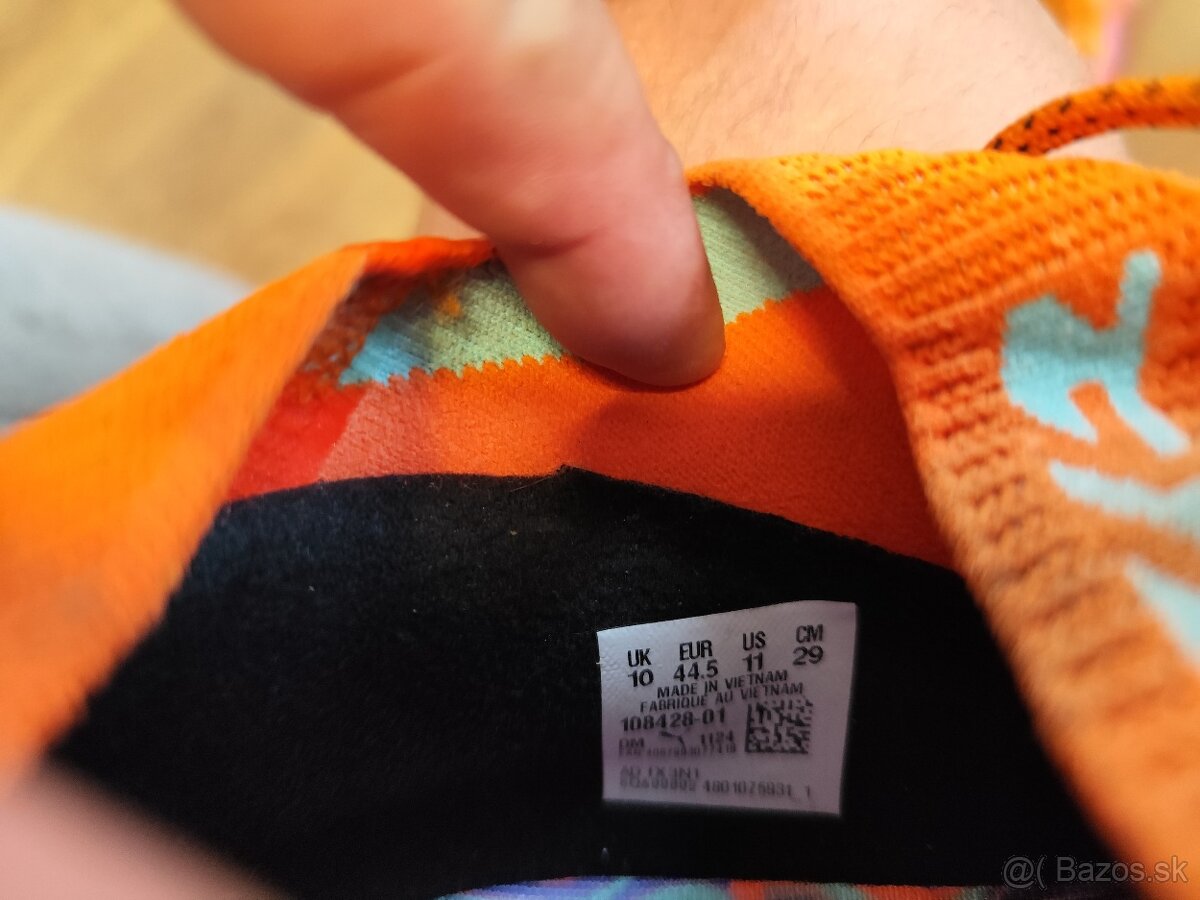 UK EUR US CM
10 44.5 11 29
MADE IN VIETNAM
FABRIQUE AU VIETNAM
108428-01
1124
@( Bazos.sk